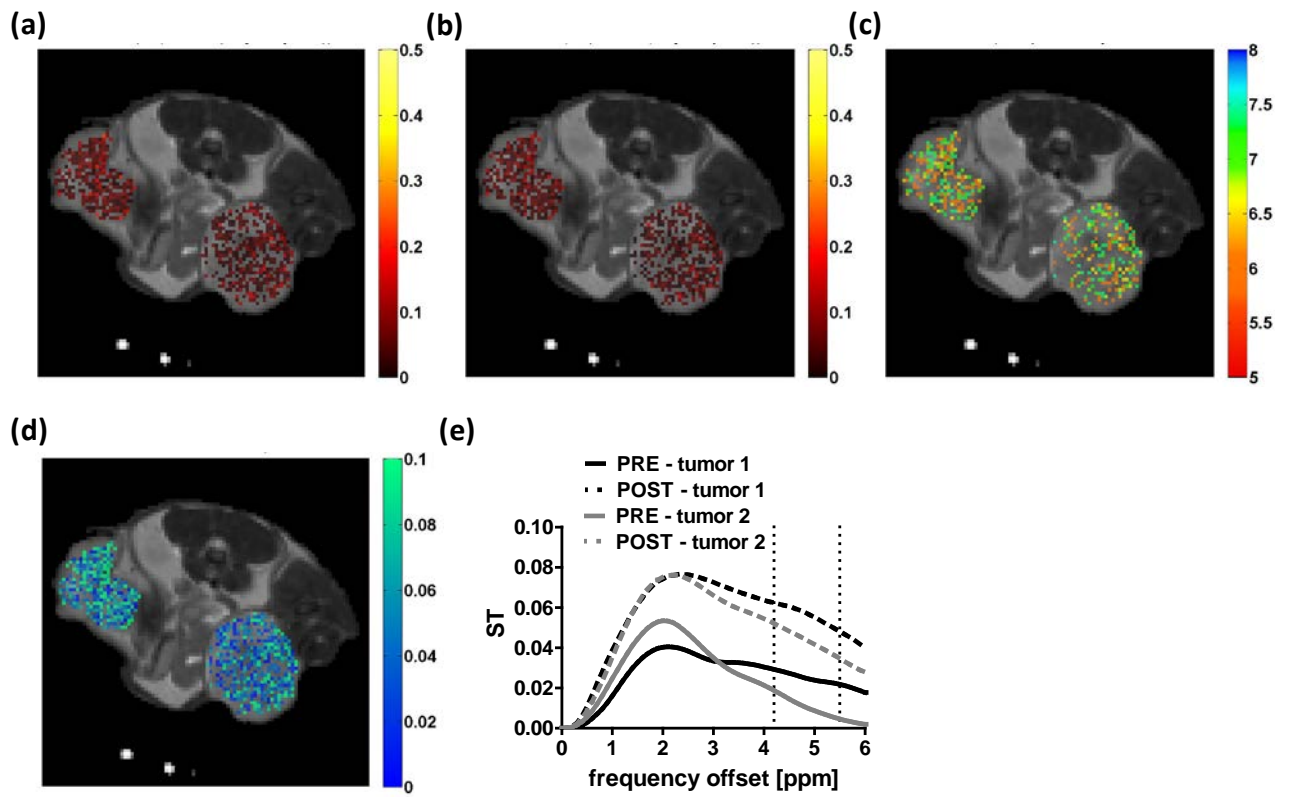 (a)
(b)
(c)
0.5
0.4
0.3
0.2
0.1
0
0.5
0.4
0.3
0.2
0.1
0
8
7.5
7
6.5
6
5.5
5
(d)
(e)
0.1
0.08
0.06
0.04
0.02
0
PRE - tumor 1
POST - tumor 1
PRE - tumor 2
POST - tumor 2
0.10
0.08
0.06
0.04
0.02
0.00
ST
0 1 2 3 4 5 6
frequency offset [ppm]